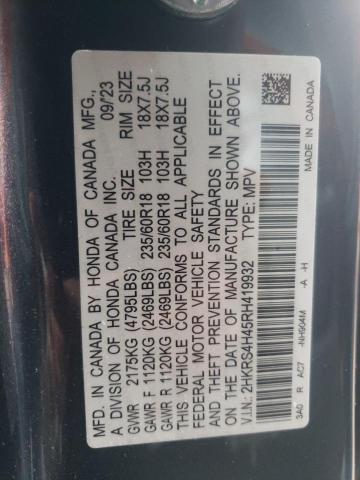 MFD. IN CANADA BY HONDA OF CANADA MFG.,
A DIVISION OF HONDA CANADA INC. 09/23
GVWR 2175KG (4795LBS) TIRE SIZE RIM SIZE
GAWR F 1120KG (2469LBS) 235/60R18 103H 18X7.5J
GAWR R 1120KG (2469LBS) 235/60R18 103H 18X7.5J
THIS VEHICLE CONFORMS TO ALL APPLICABLE
FEDERAL MOTOR VEHICLE SAFETY
AND THEFT PREVENTION STANDARDS IN EFFECT
ON THE DATE OF MANUFACTURE SHOWN ABOVE.
V.I.N.: 2HKRS4H45RH419932 TYPE: MPV
3A0 R AC7 -NH904M -A -H MADE IN CANADA